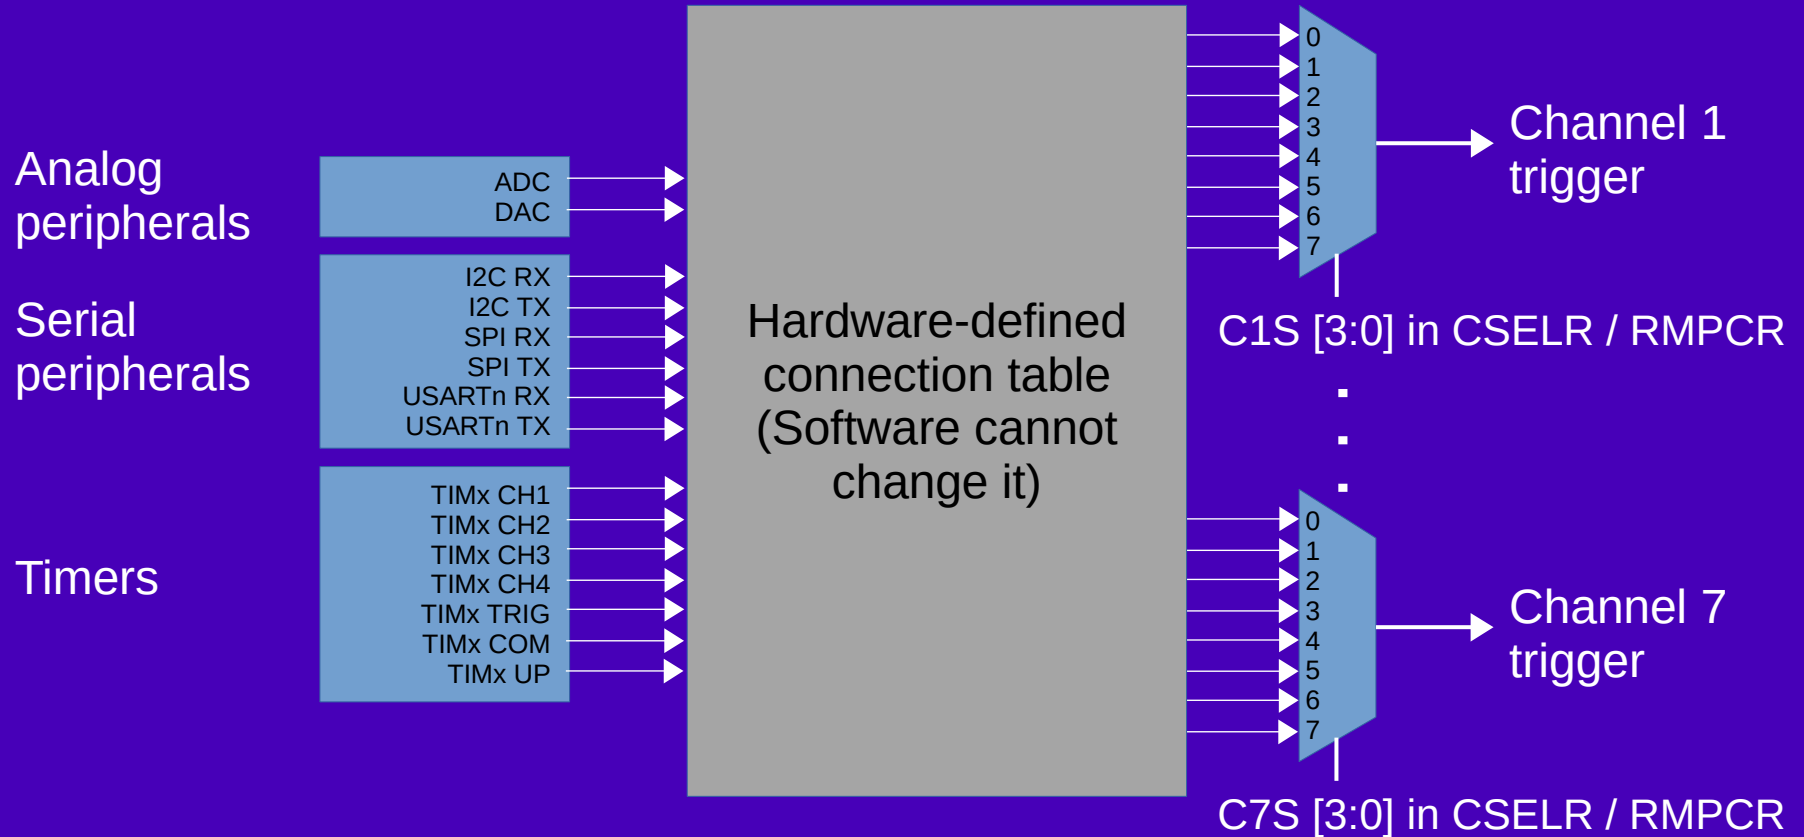 Analog
peripherals
ADC
DAC
Serial
peripherals
I2C RX
I2C TX
SPI RX
SPI TX
USARTn RX
USARTn TX
Timers
TIMx CH1
TIMx CH2
TIMx CH3
TIMx CH4
TIMx TRIG
TIMx COM
TIMx UP
Hardware-defined
connection table
(Software cannot
change it)
0
1
2
3
4
5
6
7
Channel 1
trigger
C1S [3:0] in CSELR / RMPCR
0
1
2
3
4
5
6
7
Channel 7
trigger
C7S [3:0] in CSELR / RMPCR